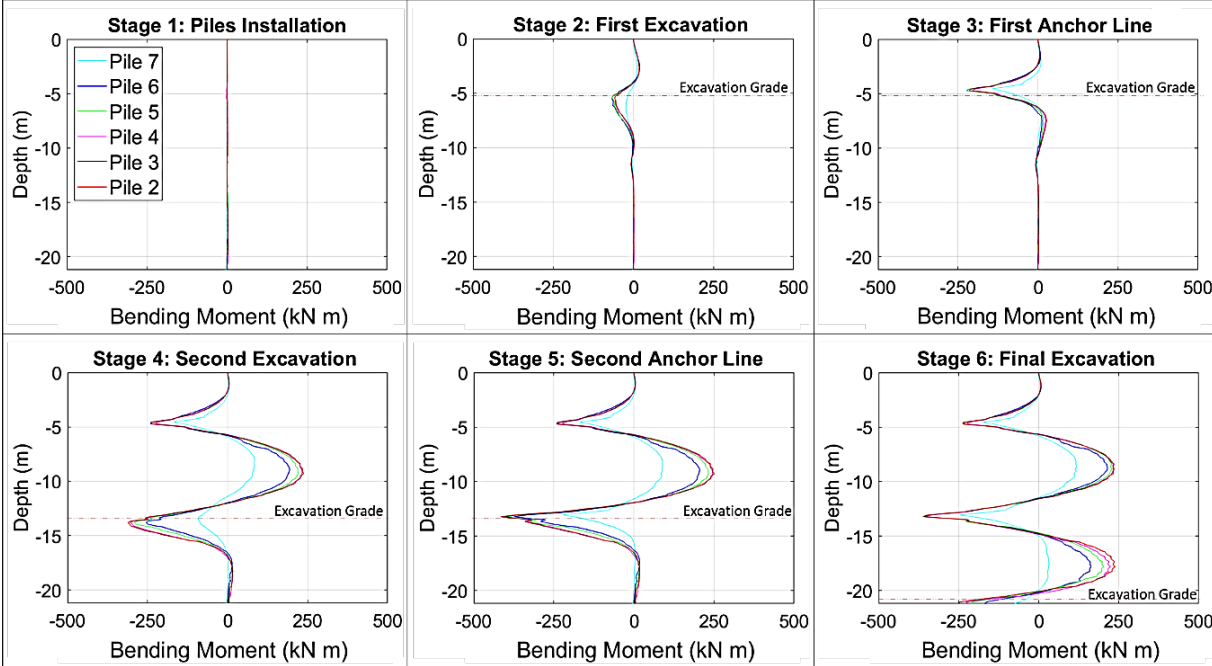 Stage 1: Piles Installation
0
-5
-10
-15
-20
Depth (m)
Pile 7
Pile 6
Pile 5
Pile 4
Pile 3
Pile 2
-500 -250 0 250 500
Bending Moment (kN m)
Stage 2: First Excavation
0
-5
-10
-15
-20
Depth (m)
Excavation Grade
-500 -250 0 250 500
Bending Moment (kN m)
Stage 3: First Anchor Line
0
-5
-10
-15
-20
Depth (m)
Excavation Grade
-500 -250 0 250 500
Bending Moment (kN m)
Stage 4: Second Excavation
0
-5
-10
-15
-20
Depth (m)
Excavation Grade
-500 -250 0 250 500
Bending Moment (kN m)
Stage 5: Second Anchor Line
0
-5
-10
-15
-20
Depth (m)
Excavation Grade
-500 -250 0 250 500
Bending Moment (kN m)
Stage 6: Final Excavation
0
-5
-10
-15
-20
Depth (m)
Excavation Grade
-500 -250 0 250 500
Bending Moment (kN m)